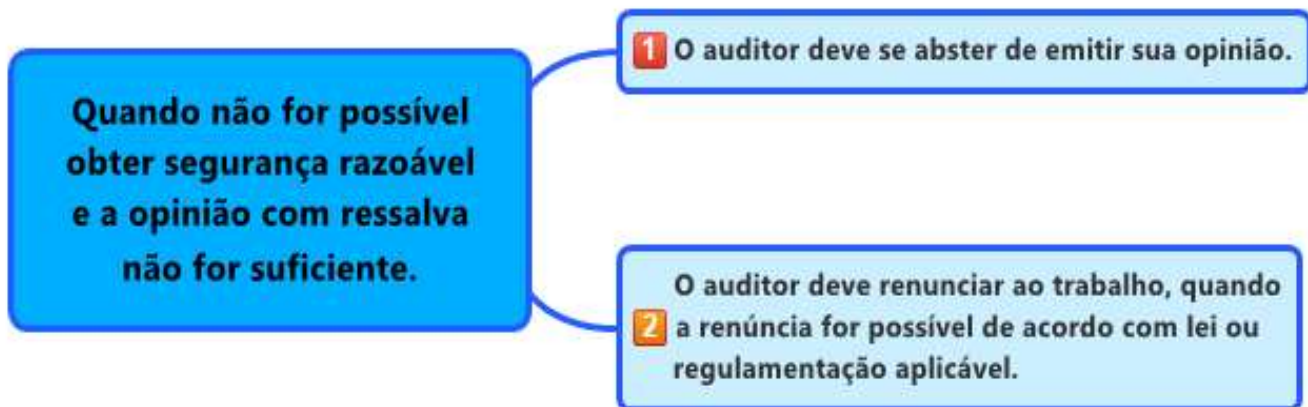 Quando não for possível
obter segurança razoável
e a opinião com ressalva
não for suficiente.
1 O auditor deve se abster de emitir sua opinião.
O auditor deve renunciar ao trabalho, quando
2 a renúncia for possível de acordo com lei ou
regulamentação aplicável.